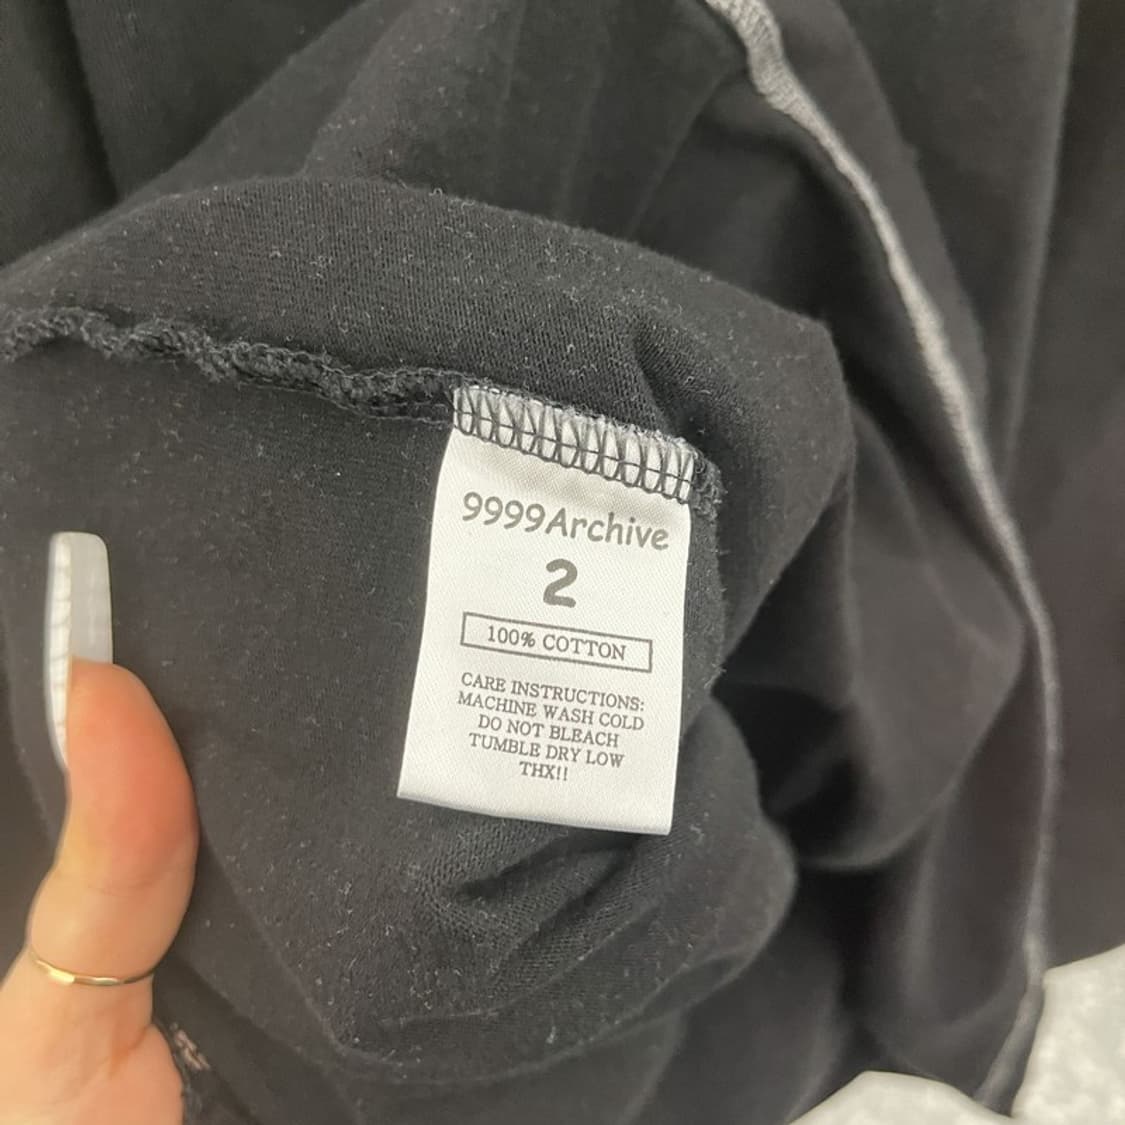 9999Archive
2
100% COTTON
CARE INSTRUCTIONS:
MACHINE WASH COLD
DO NOT BLEACH
TUMBLE DRY LOW
THX!!